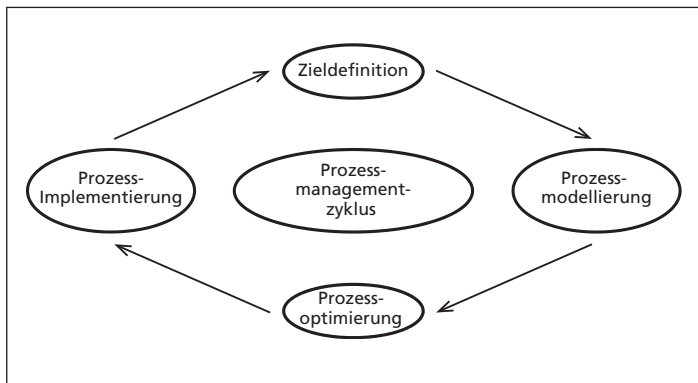 Zieldefinition
Prozess-
Implementierung
Prozess-
management-
zyklus
Prozess-
modellierung
Prozess-
optimierung